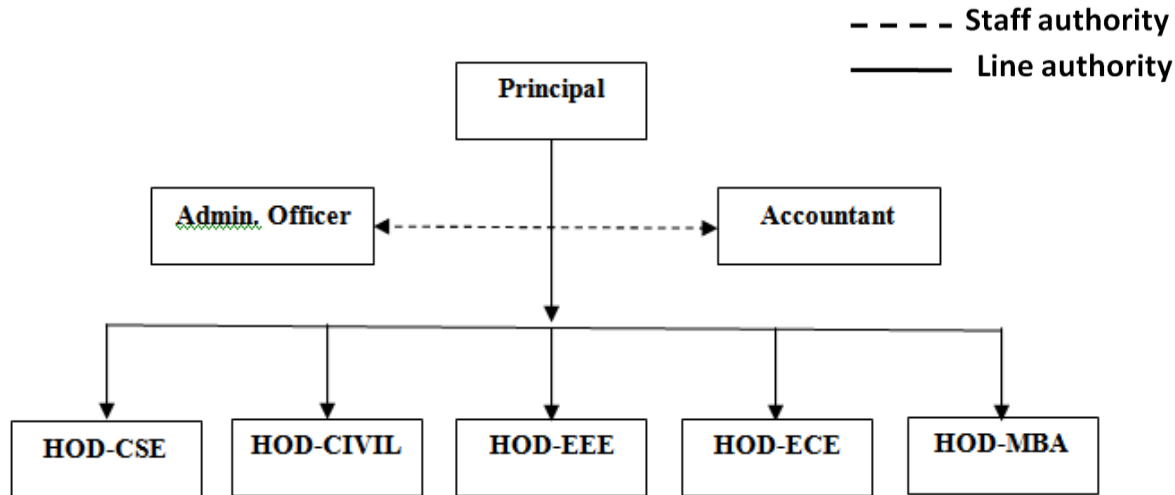 Staff authority
Line authority
Principal
Admin. Officer
Accountant
HOD-CSE
HOD-CIVIL
HOD-EEE
HOD-ECE
HOD-MBA